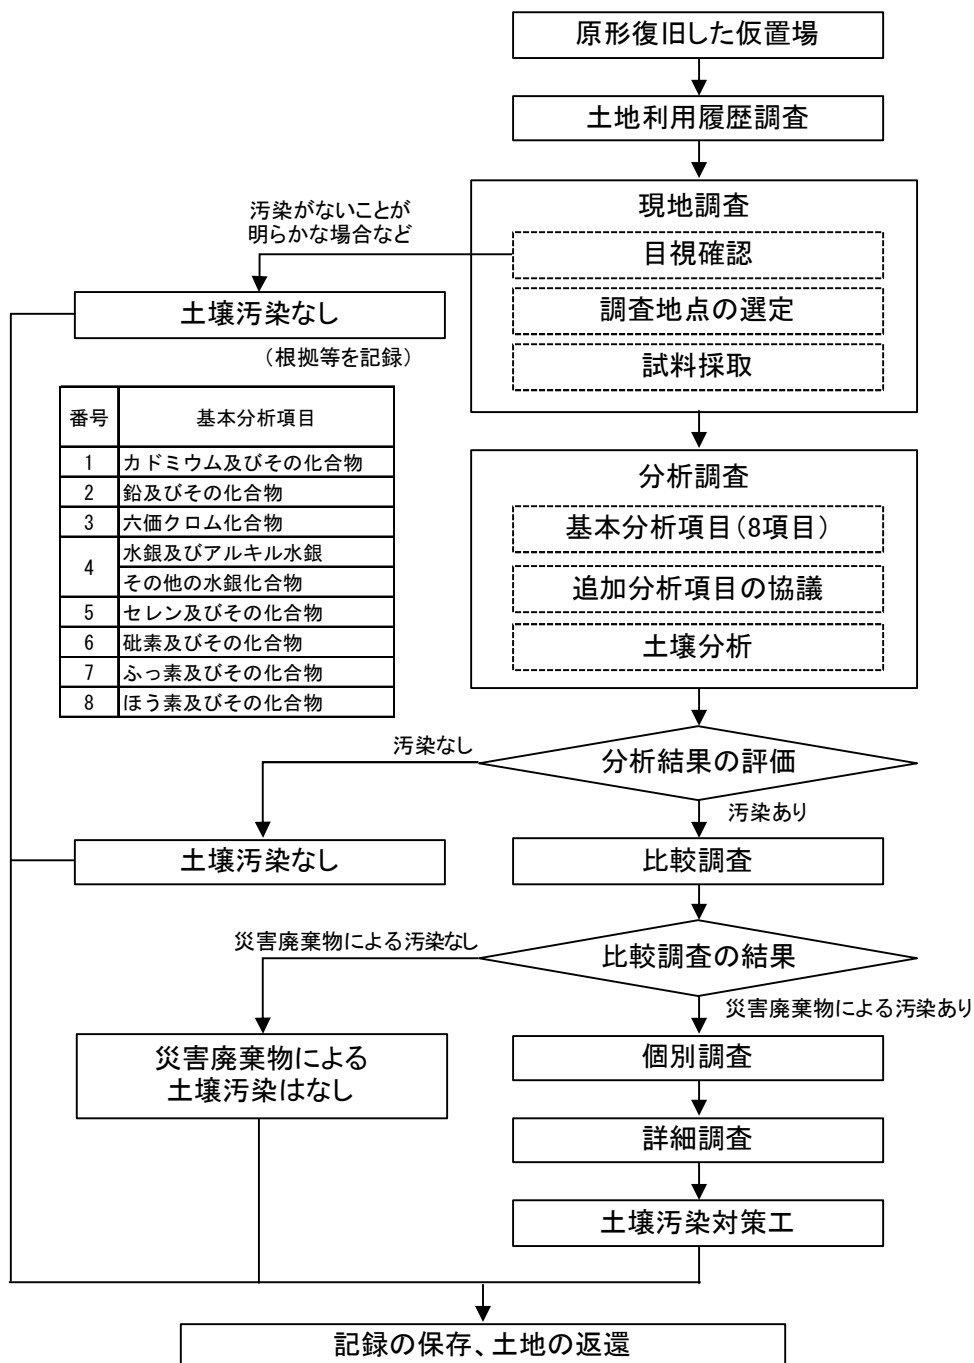 原形復旧した仮置場
土地利用履歴調査
現地調査
目視確認
調査地点の選定
試料採取
汚染がないことが
明らかな場合など
土壌汚染なし
（根拠等を記録）
番号 基本分析項目
1 カドミウム及びその化合物
2 鉛及びその化合物
3 六価クロム化合物
4 水銀及びアルキル水銀
その他の水銀化合物
5 セレン及びその化合物
6 砒素及びその化合物
7 ふっ素及びその化合物
8 ほう素及びその化合物
分析調査
基本分析項目（8項目）
追加分析項目の協議
土壌分析
分析結果の評価
汚染なし
汚染あり
土壌汚染なし
比較調査
比較調査の結果
災害廃棄物による汚染なし
災害廃棄物による汚染あり
災害廃棄物による
土壌汚染はなし
個別調査
詳細調査
土壌汚染対策工
記録の保存、土地の返還